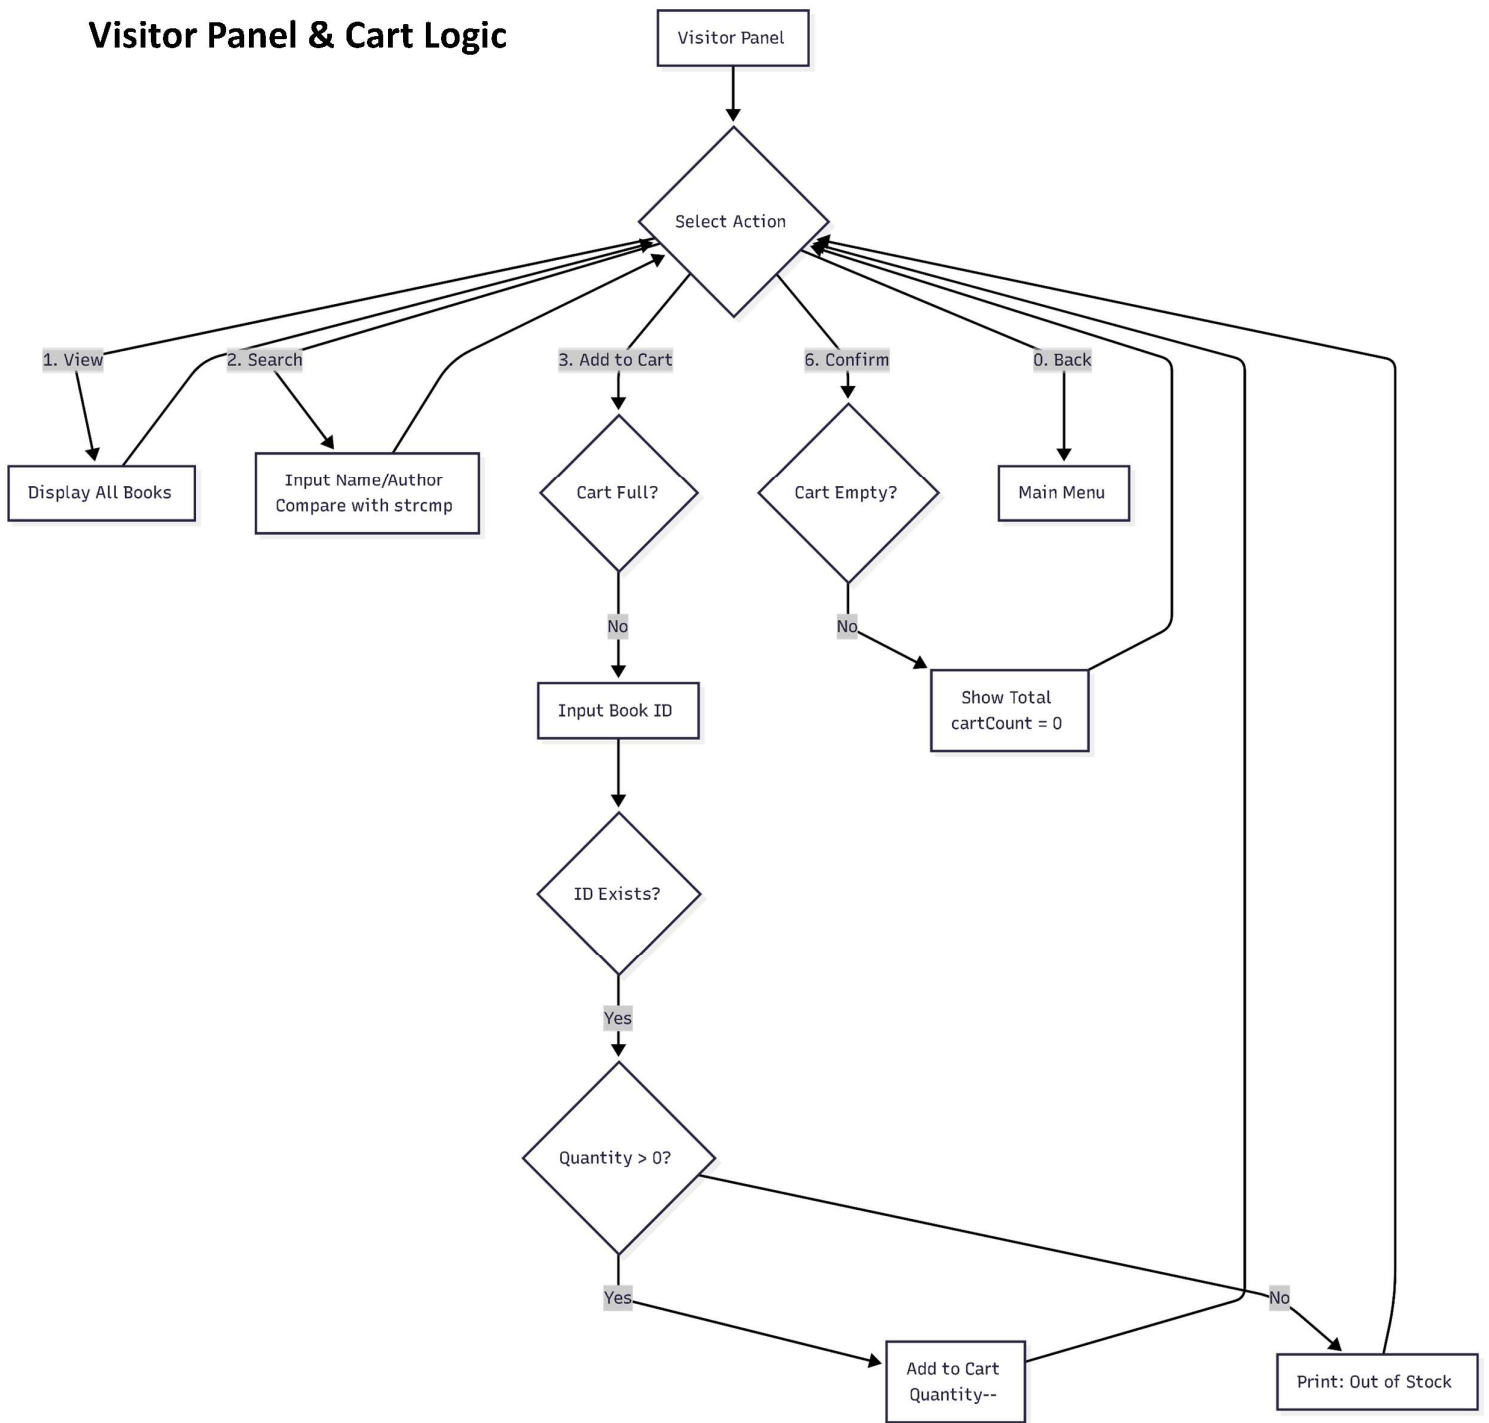 Visitor Panel & Cart Logic
Visitor Panel
Select Action
1. View
2. Search
3. Add to Cart
6. Confirm
0. Back
Display All Books
Input Name/Author
Compare with strcmp
Cart Full?
Cart Empty?
Main Menu
No
No
Input Book ID
Show Total
cartCount = 0
ID Exists?
Yes
Quantity > 0?
Yes
No
Add to Cart
Quantity--
Print: Out of Stock